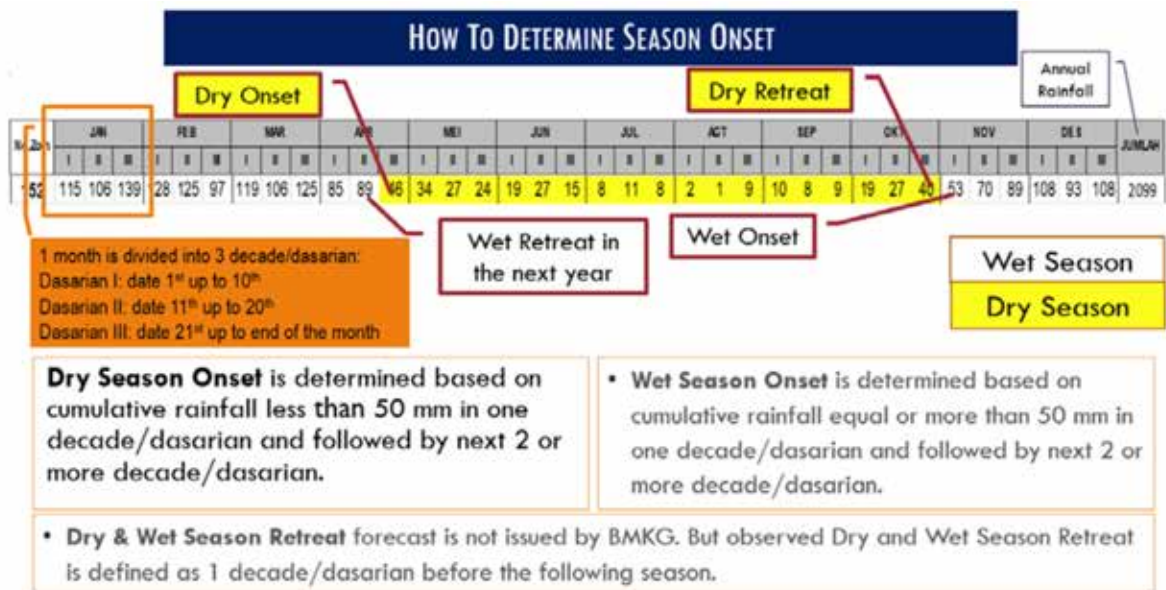 HOW TO DETERMINE SEASON ONSET
Annual
Rainfall
Dry Onset
Dry Retreat
JAN FEB MAR MEI JUN JUL AGT SEP OKT NOV DES JUMLAH
I II III I II III I II III I II III I II III I II III I II III I II III I II III I II III I II III I II III
115 106 139 128 125 97 119 106 125 85 89 46 34 27 24 19 27 15 8 11 8 2 1 9 10 8 9 19 27 40 53 70 89 108 93 108 2099
Wet Retreat in
the next year
Wet Onset
Wet Season
Dry Season
1 month is divided into 3 decade/dasarian:
Dasarian I: date 1st up to 10th
Dasarian II: date 11th up to 20th
Dasarian III: date 21st up to end of the month
Dry Season Onset is determined based on
cumulative rainfall less than 50 mm in one
decade/dasarian and followed by next 2 or
more decade/dasarian.
• Wet Season Onset is determined based on
cumulative rainfall equal or more than 50 mm in
one decade/dasarian and followed by next 2 or
more decade/dasarian.
• Dry & Wet Season Retreat forecast is not issued by BMKG. But observed Dry and Wet Season Retreat
is defined as 1 decade/dasarian before the following season.